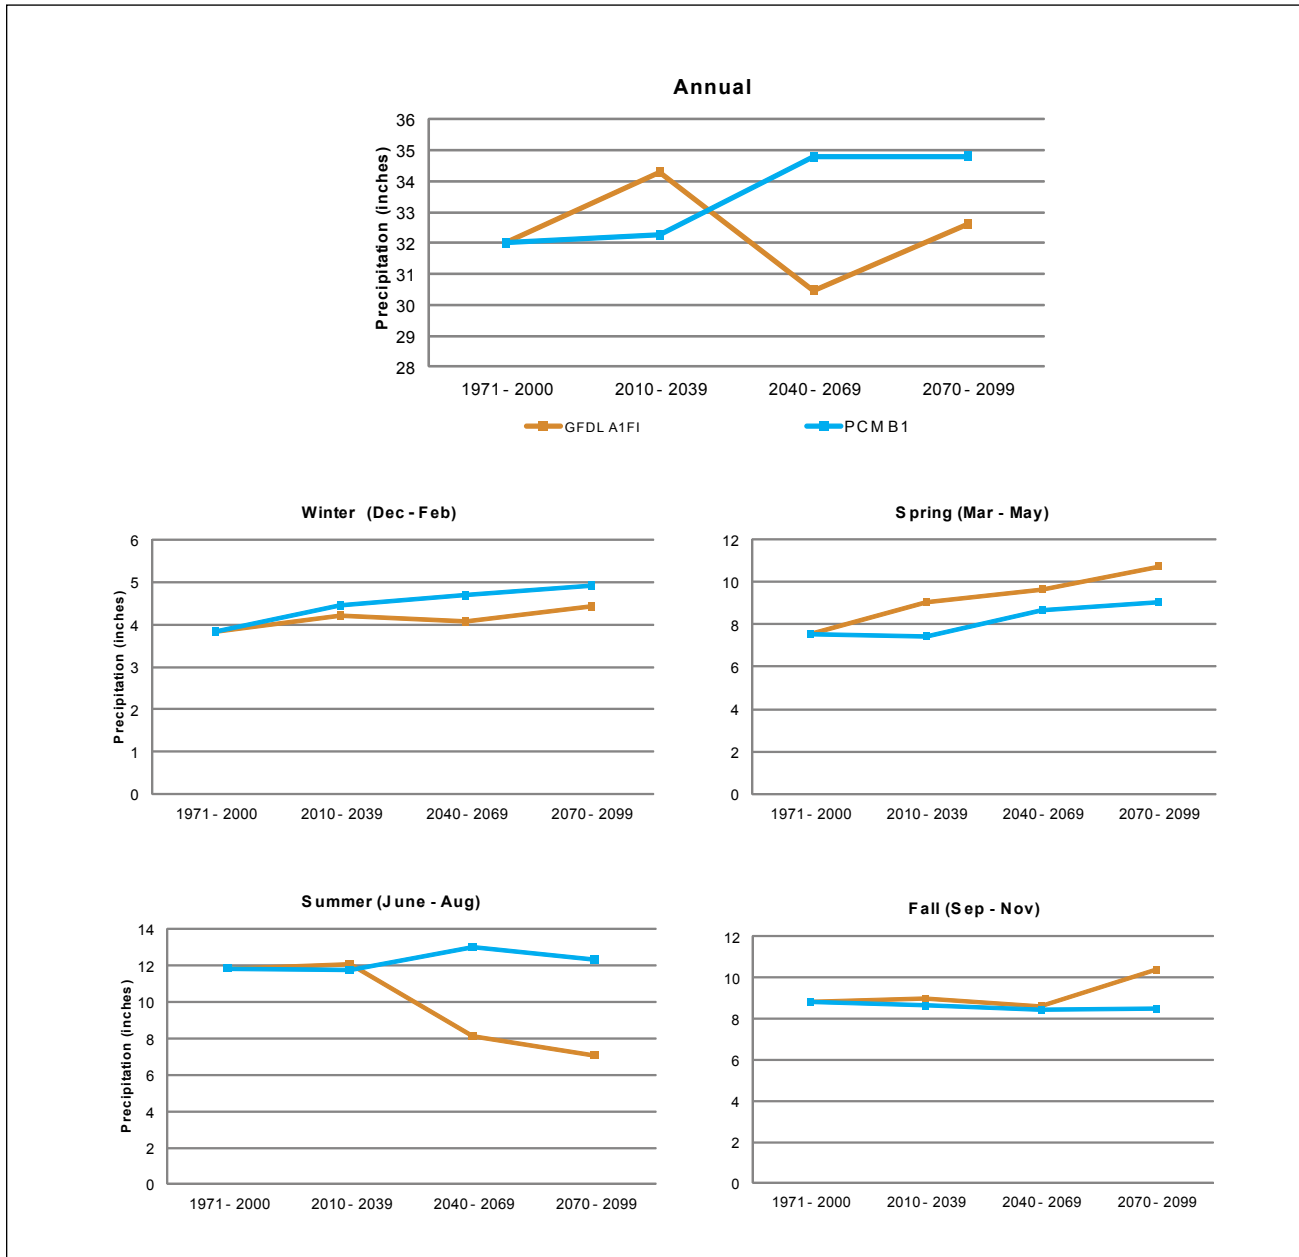 Annual
Precipitation (inches)
36
35
34
33
32
31
30
29
28
1971 - 2000 2010 - 2039 2040 - 2069 2070 - 2099
GFDL A1FI PCM B1
Winter (Dec - Feb)
Precipitation (inches)
6
5
4
3
2
1
0
1971 - 2000 2010 - 2039 2040 - 2069 2070 - 2099
Spring (Mar - May)
12
10
8
6
4
2
0
1971 - 2000 2010 - 2039 2040 - 2069 2070 - 2099
Summer (June - Aug)
Precipitation (inches)
14
12
10
8
6
4
2
0
1971 - 2000 2010 - 2039 2040 - 2069 2070 - 2099
Fall (Sep - Nov)
12
10
8
6
4
2
0
1971 - 2000 2010 - 2039 2040 - 2069 2070 - 2099